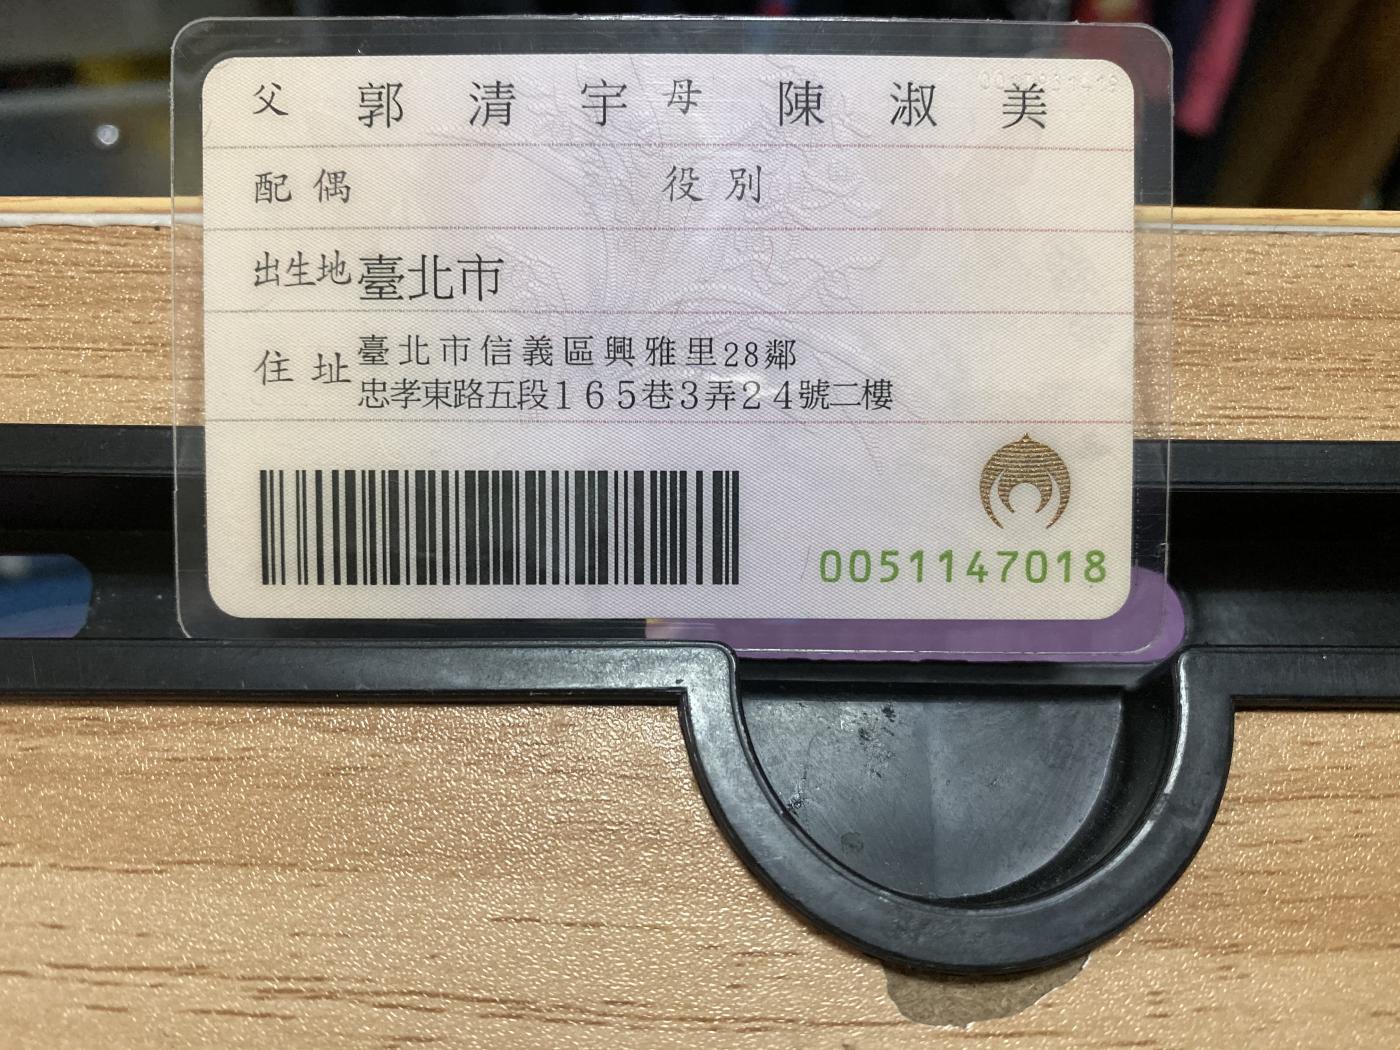 父 郭清宇 母 陳淑美
配偶 役別
出生地 臺北市
住址 臺北市信義區興雅里28鄰
忠孝東路五段165巷3弄24號二樓
0051147018